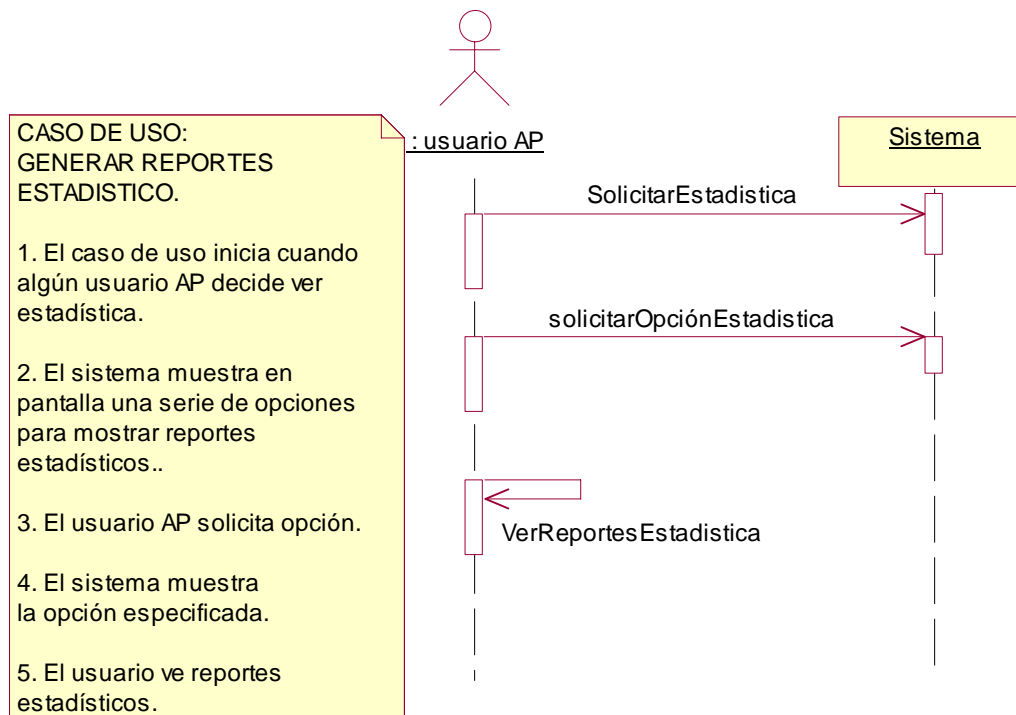 CASO DE USO:
GENERAR REPORTES
ESTADISTICO.
1. El caso de uso inicia cuando
algún usuario AP decide ver
estadística.
2. El sistema muestra en
pantalla una serie de opciones
para mostrar reportes
estadísticos..
3. El usuario AP solicita opción.
4. El sistema muestra
la opción especificada.
5. El usuario ve reportes
estadísticos.
: usuario AP
Sistema
SolicitarEstadistica
solicitarOpciónEstadistica
VerReportesEstadistica